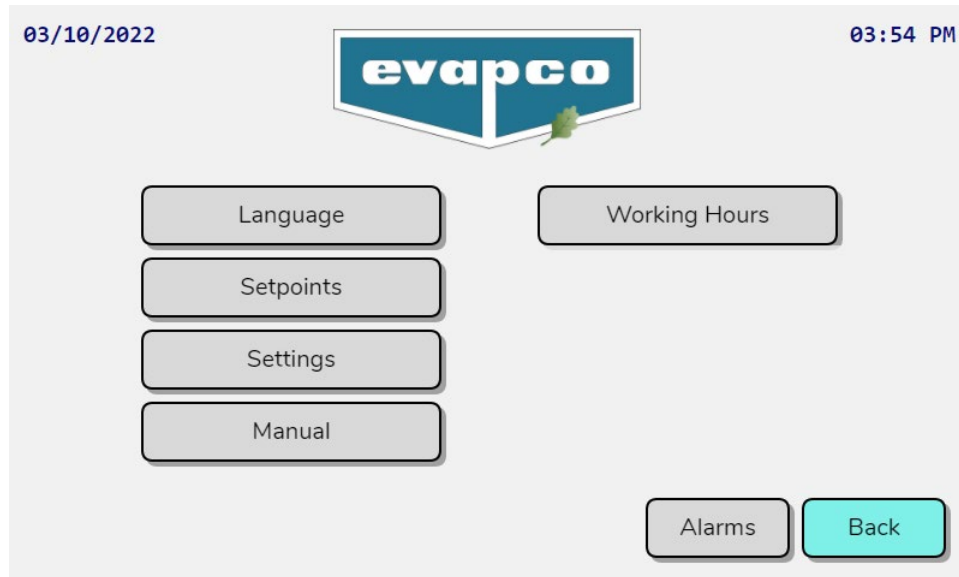 03/10/2022
03:54 PM
evapco
Language
Working Hours
Setpoints
Settings
Manual
Alarms
Back